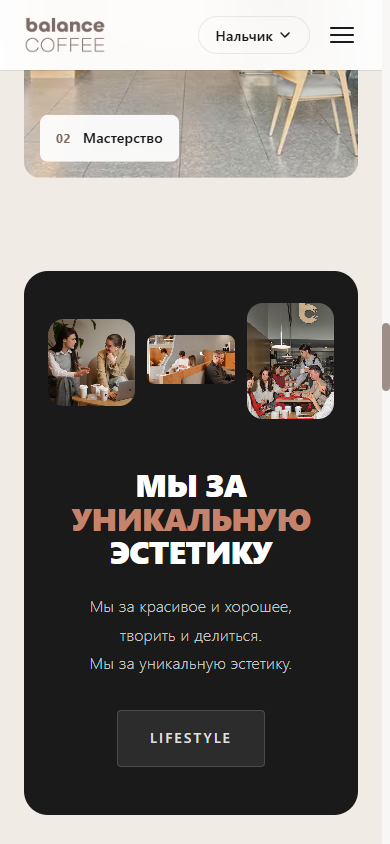 balance
COFFEE
Нальчик
02 Мастерство
МЫ ЗА
УНИКАЛЬНУЮ
ЭСТЕТИКУ
Мы за красивое и хорошее,
творить и делиться.
Мы за уникальную эстетику.
LIFESTYLE